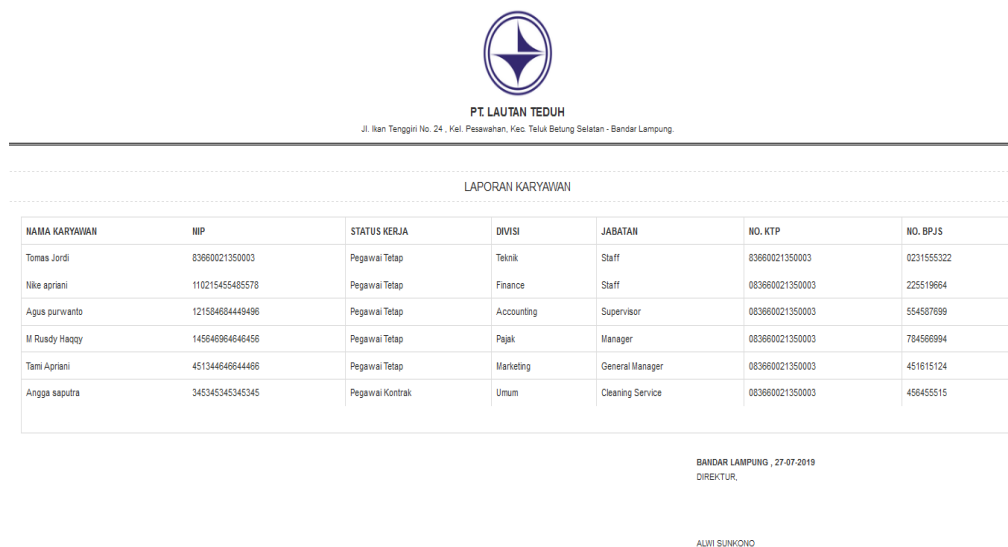 PT. LAUTAN TEDUH
Jl. Ikan Tenggiri No. 24 , Kel. Pesawahan, Kec. Teluk Betung Selatan - Bandar Lampung.
LAPORAN KARYAWAN
NAMA KARYAWAN NIP STATUS KERJA DIVISI JABATAN NO. KTP NO. BPJS
Tomas Jordi 83660021350003 Pegawai Tetap Teknik Staff 83660021350003 0231555322
Nike apriani 110215455485578 Pegawai Tetap Finance Staff 083660021350003 225519664
Agus purwanto 121584684449496 Pegawai Tetap Accounting Supervisor 083660021350003 554587699
M Rusdy Haqqy 145646964646456 Pegawai Tetap Pajak Manager 083660021350003 784566994
Tami Apriani 451344646644466 Pegawai Tetap Marketing General Manager 083660021350003 451615124
Angga saputra 345345345345345 Pegawai Kontrak Umum Cleaning Service 083660021350003 456455515
BANDAR LAMPUNG , 27-07-2019
DIREKTUR,
ALWI SUNKONO